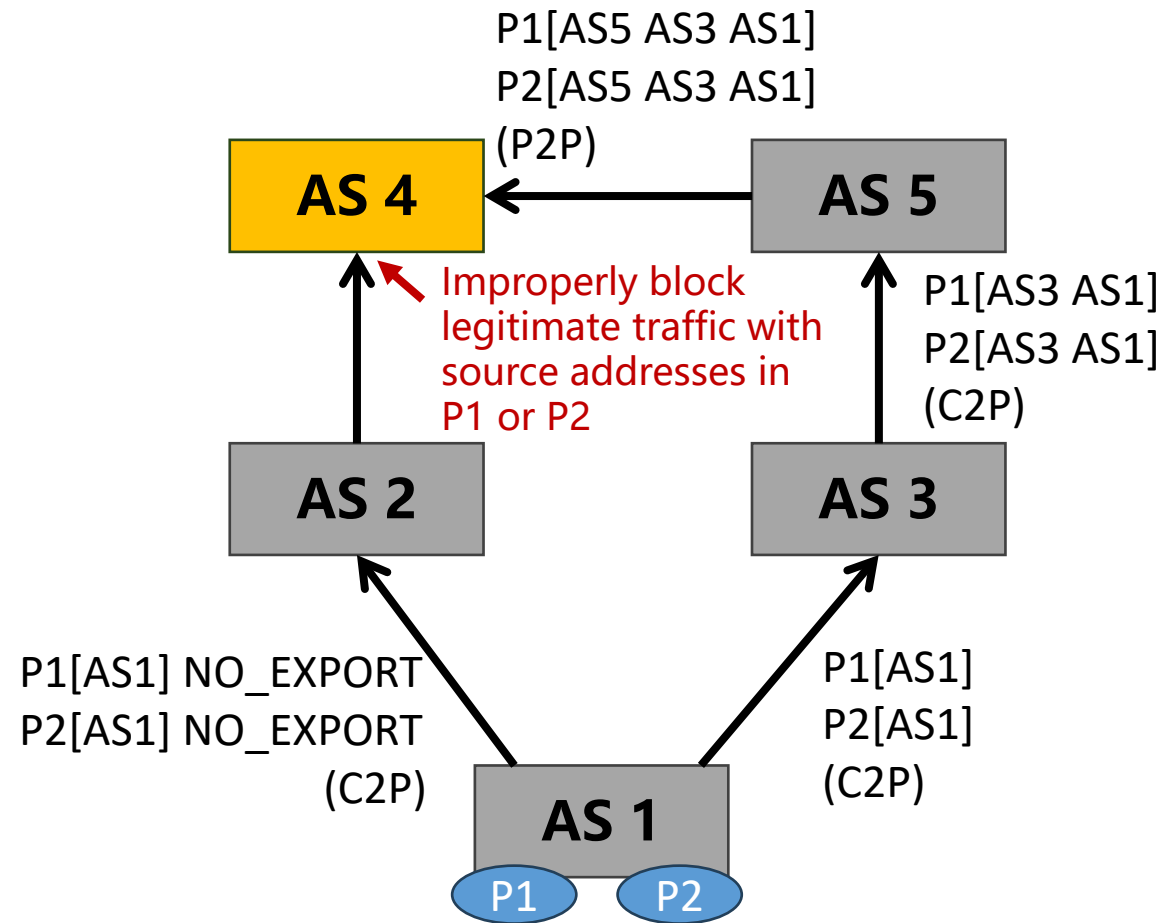 P1[AS5 AS3 AS1]
P2[AS5 AS3 AS1]
(P2P)
AS 4
AS 5
Improperly block
legitimate traffic with
source addresses in
P1 or P2
P1[AS3 AS1]
P2[AS3 AS1]
(C2P)
AS 2
AS 3
P1[AS1] NO_EXPORT
P2[AS1] NO_EXPORT
(C2P)
P1[AS1]
P2[AS1]
(C2P)
AS 1
P1
P2